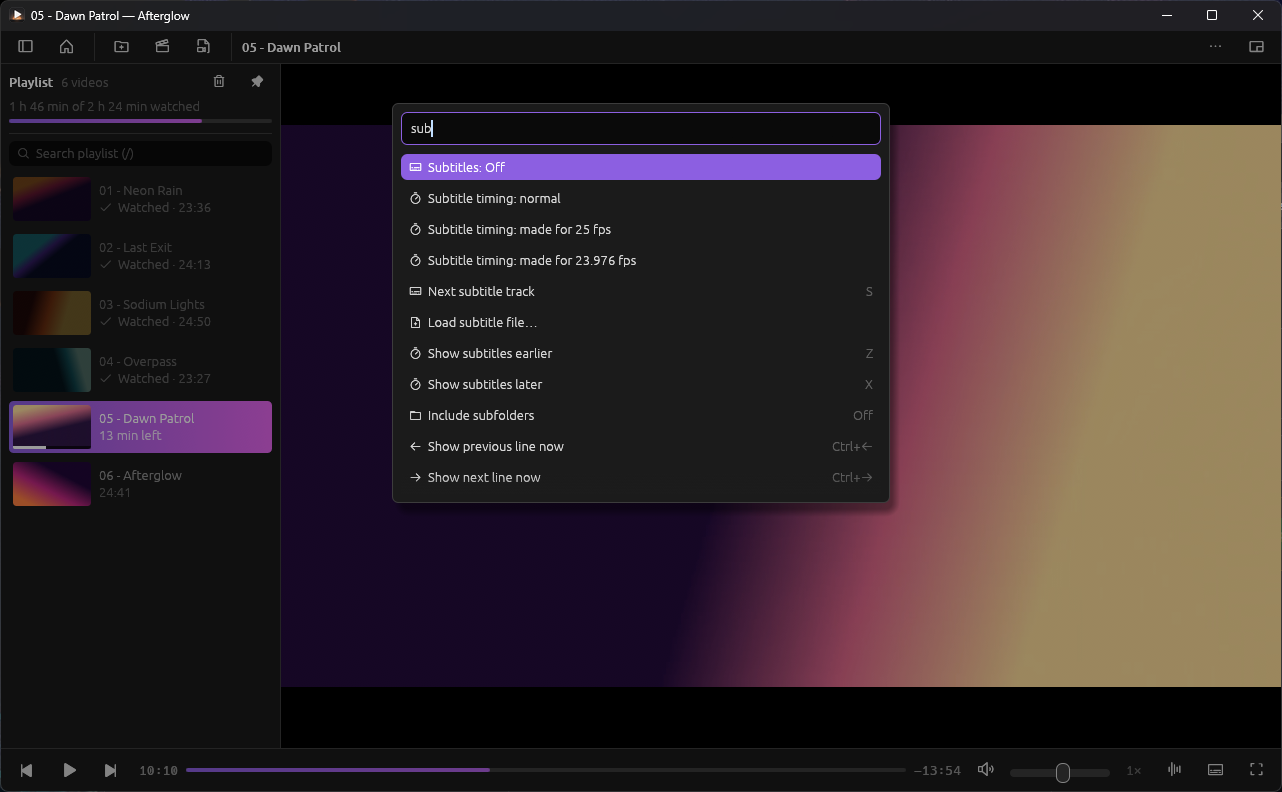 05 - Dawn Patrol — Afterglow
05 - Dawn Patrol
Playlist 6 videos
1 h 46 min of 2 h 24 min watched
Search playlist (/)
01 - Neon Rain
Watched · 23:36
02 - Last Exit
Watched · 24:13
03 - Sodium Lights
Watched · 24:50
04 - Overpass
Watched · 23:27
05 - Dawn Patrol
13 min left
06 - Afterglow
24:41
sub
Subtitles: Off
Subtitle timing: normal
Subtitle timing: made for 25 fps
Subtitle timing: made for 23.976 fps
Next subtitle track S
Load subtitle file…
Show subtitles earlier Z
Show subtitles later X
Include subfolders Off
Show previous line now Ctrl+←
Show next line now Ctrl+→
10:10 −13:54 1×